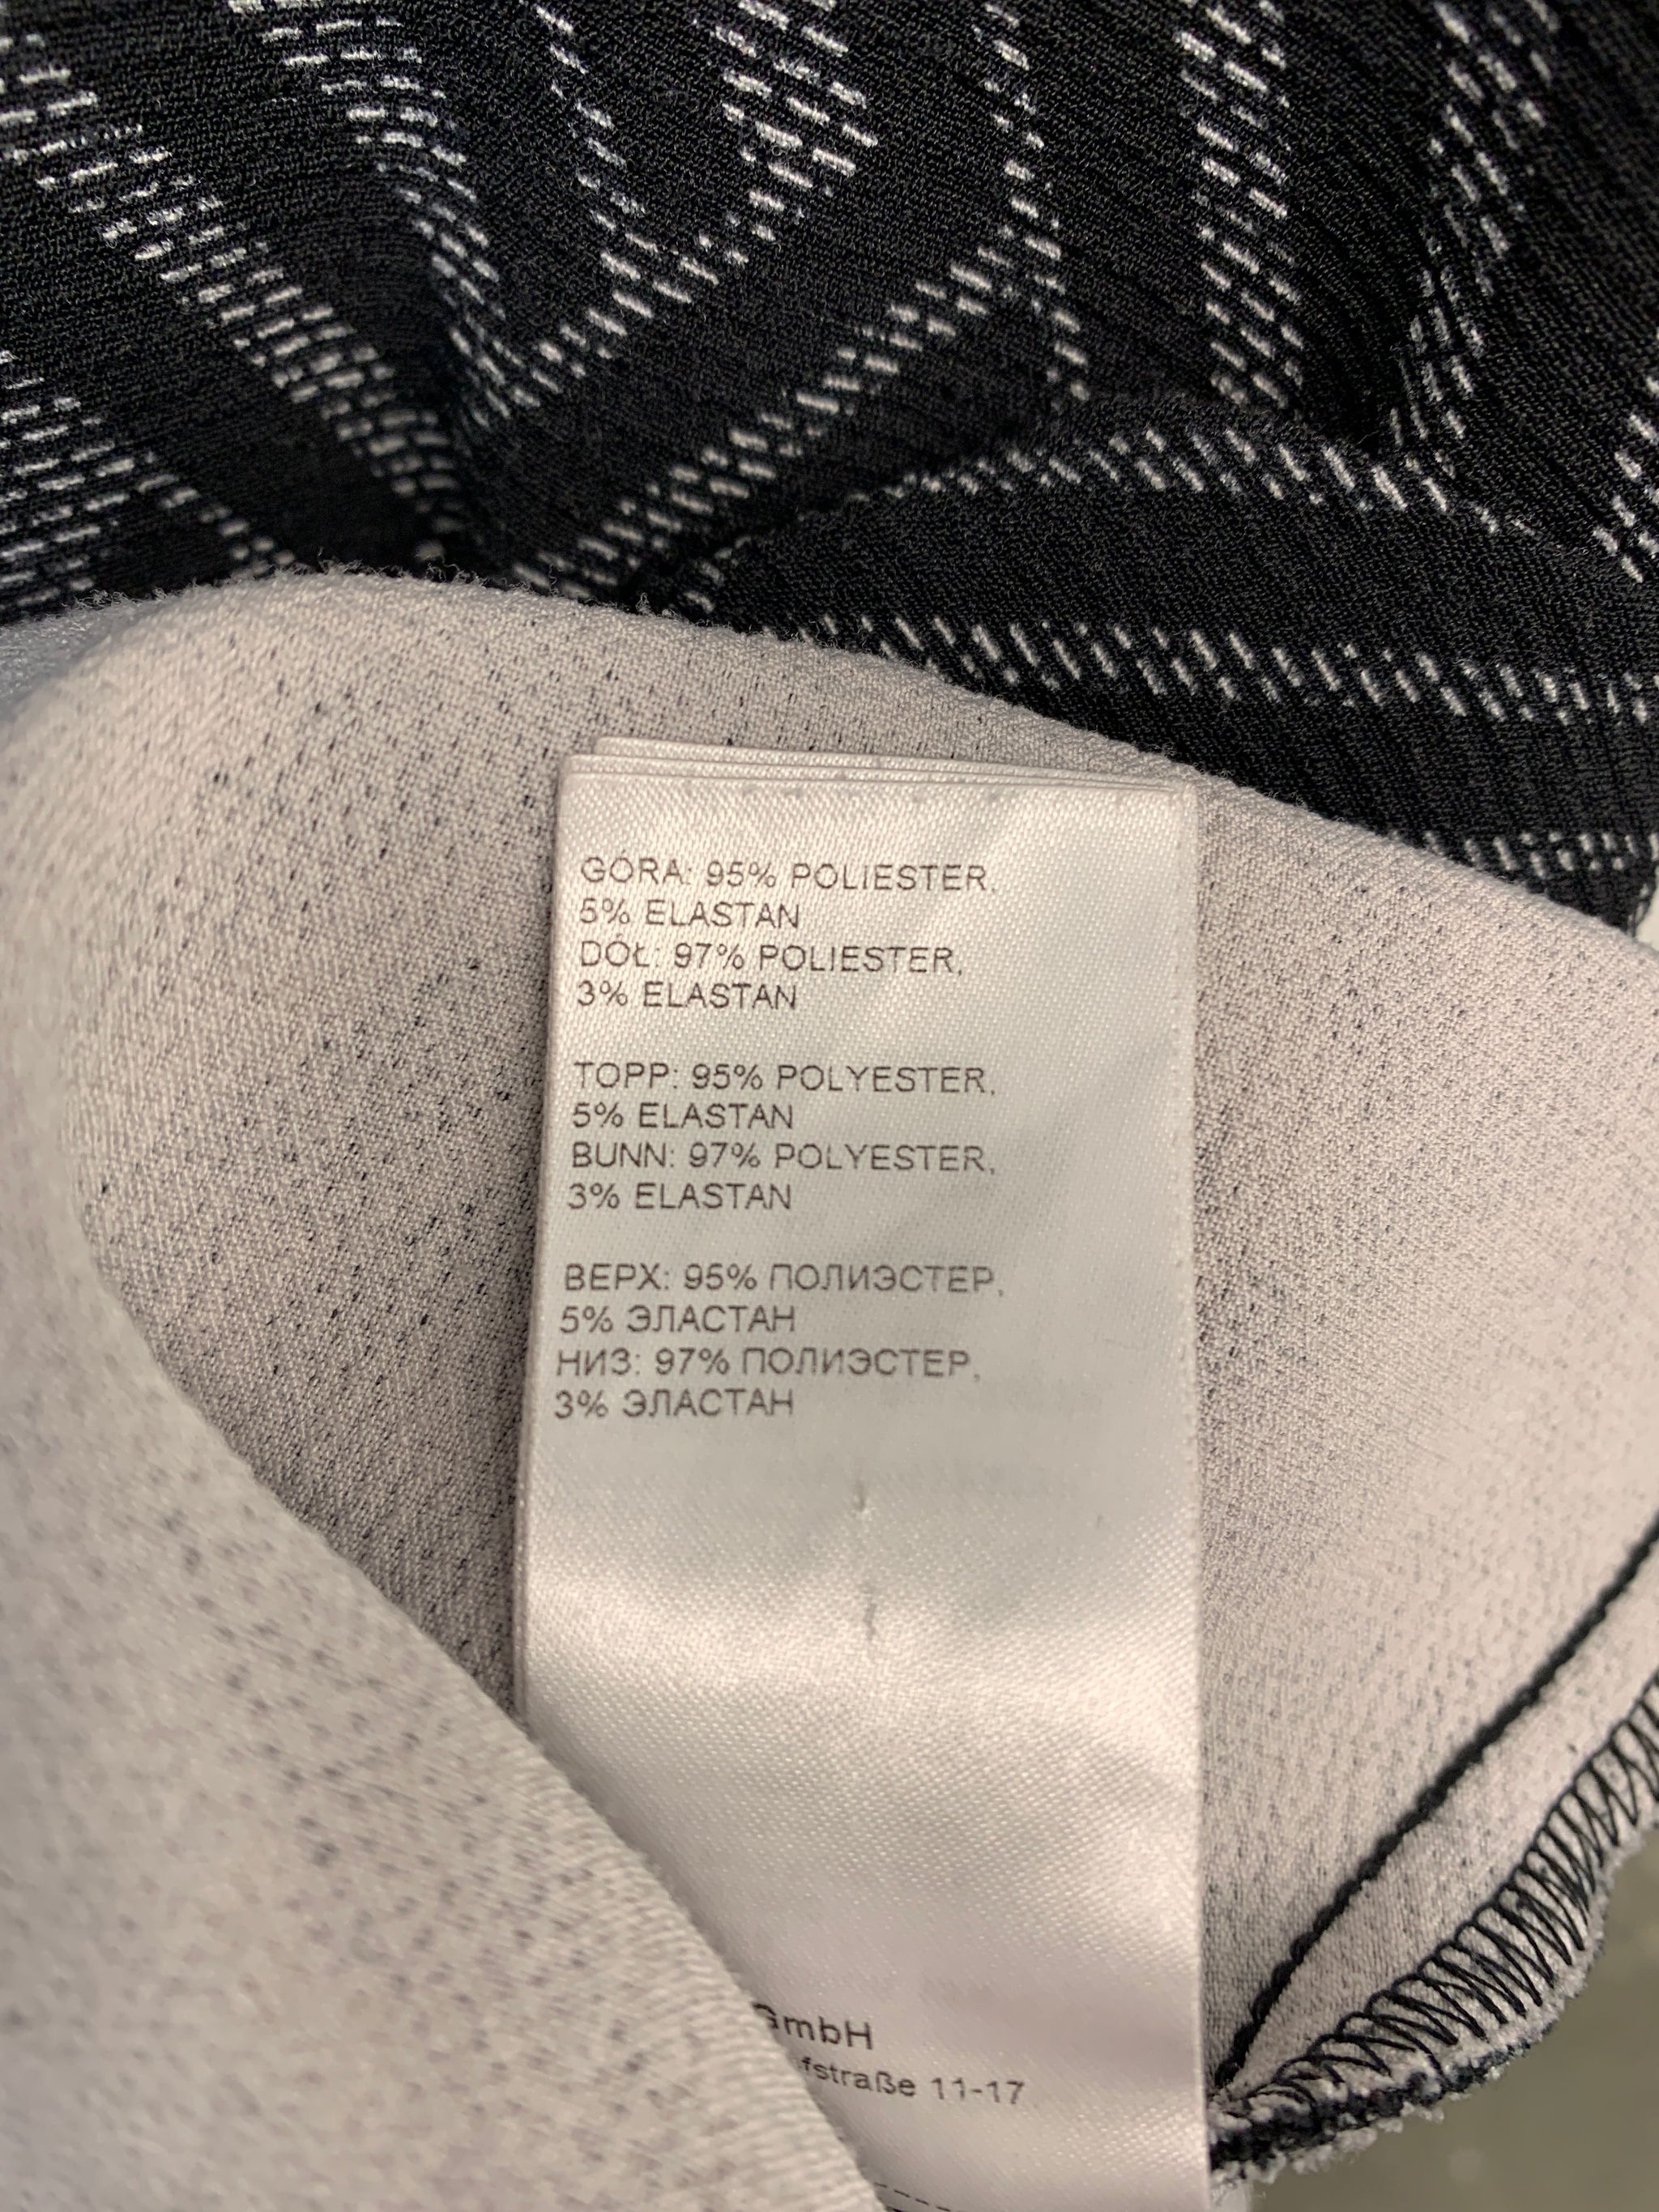 GÓRA: 95% POLIESTER,
5% ELASTAN
DÓŁ: 97% POLIESTER,
3% ELASTAN
TOPP: 95% POLYESTER,
5% ELASTAN
BUNN: 97% POLYESTER,
3% ELASTAN
ВЕРХ: 95% ПОЛИЭСТЕР,
5% ЭЛАСТАН
НИЗ: 97% ПОЛИЭСТЕР,
3% ЭЛАСТАН
GmbH
11-17